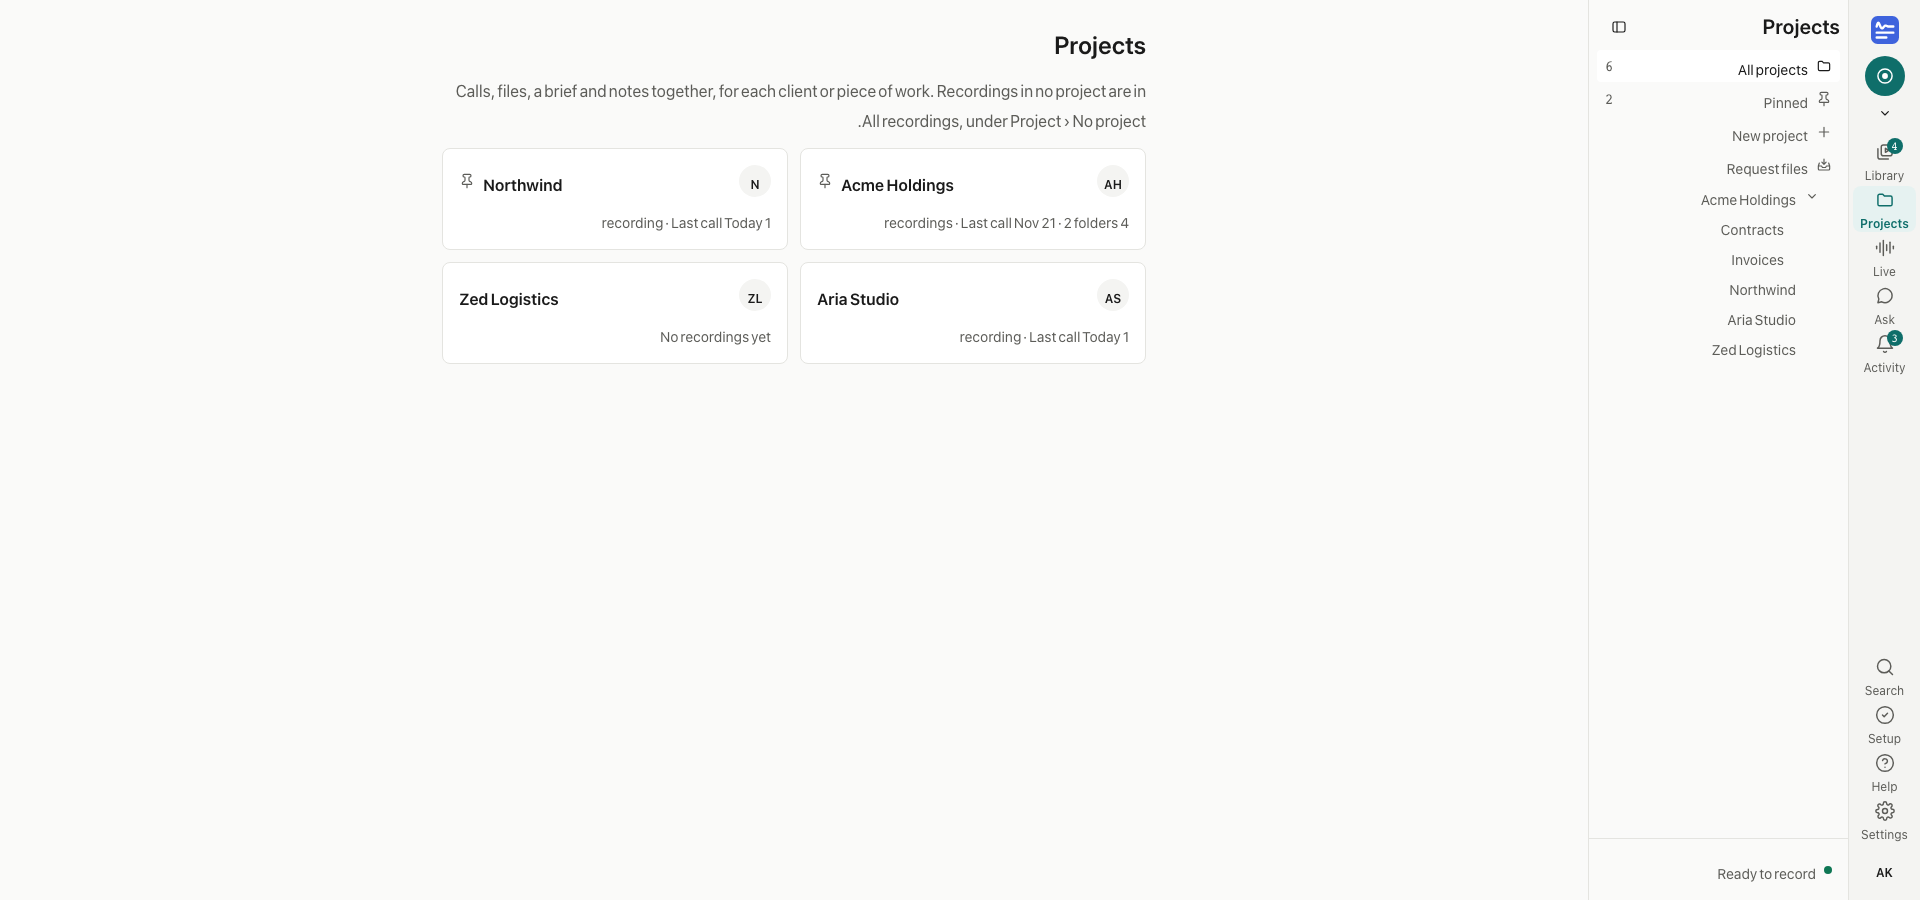 Projects
Calls, files, a brief and notes together, for each client or piece of work. Recordings in no project are in
.All recordings, under Project › No project
Northwind
N
recording · Last call Today 1
Acme Holdings
AH
recordings · Last call Nov 21 · 2 folders 4
Zed Logistics
ZL
No recordings yet
Aria Studio
AS
recording · Last call Today 1
Projects
6 All projects
2 Pinned
New project
Request files
Acme Holdings
Contracts
Invoices
Northwind
Aria Studio
Zed Logistics
Ready to record
4
Library
Projects
Live
Ask
3
Activity
Search
Setup
Help
Settings
AK